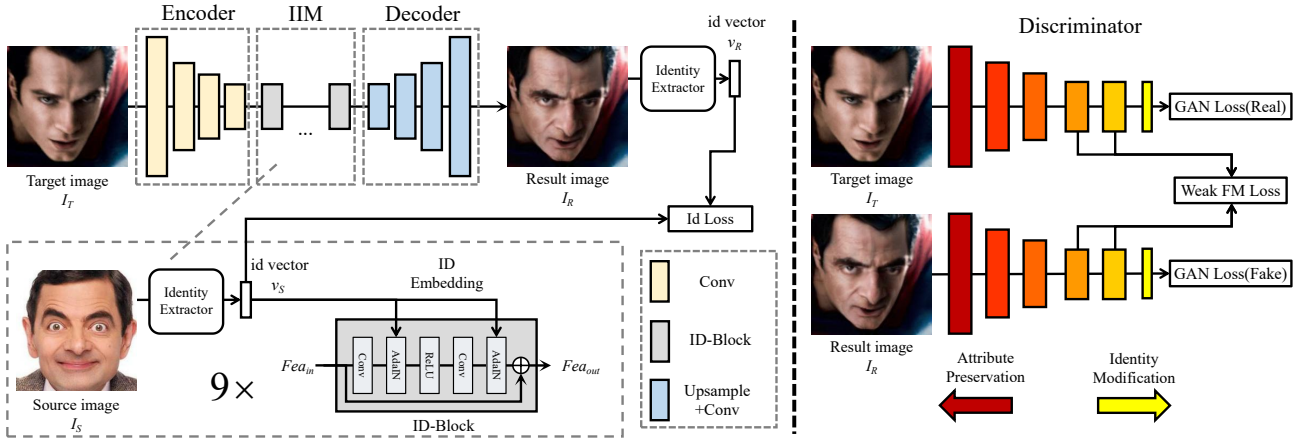 Encoder
IIM
Decoder
id vector
v_R
Identity
Extractor
...
Target image
I_T
Result image
I_R
Id Loss
id vector
v_S
ID
Embedding
Identity
Extractor
Source image
I_S
9×
Fea_in
Conv
AdaIN
ReLU
Conv
AdaIN
Fea_out
ID-Block
Conv
ID-Block
Upsample
+Conv
Discriminator
Target image
I_T
GAN Loss(Real)
Weak FM Loss
GAN Loss(Fake)
Result image
I_R
Attribute
Preservation
Identity
Modification